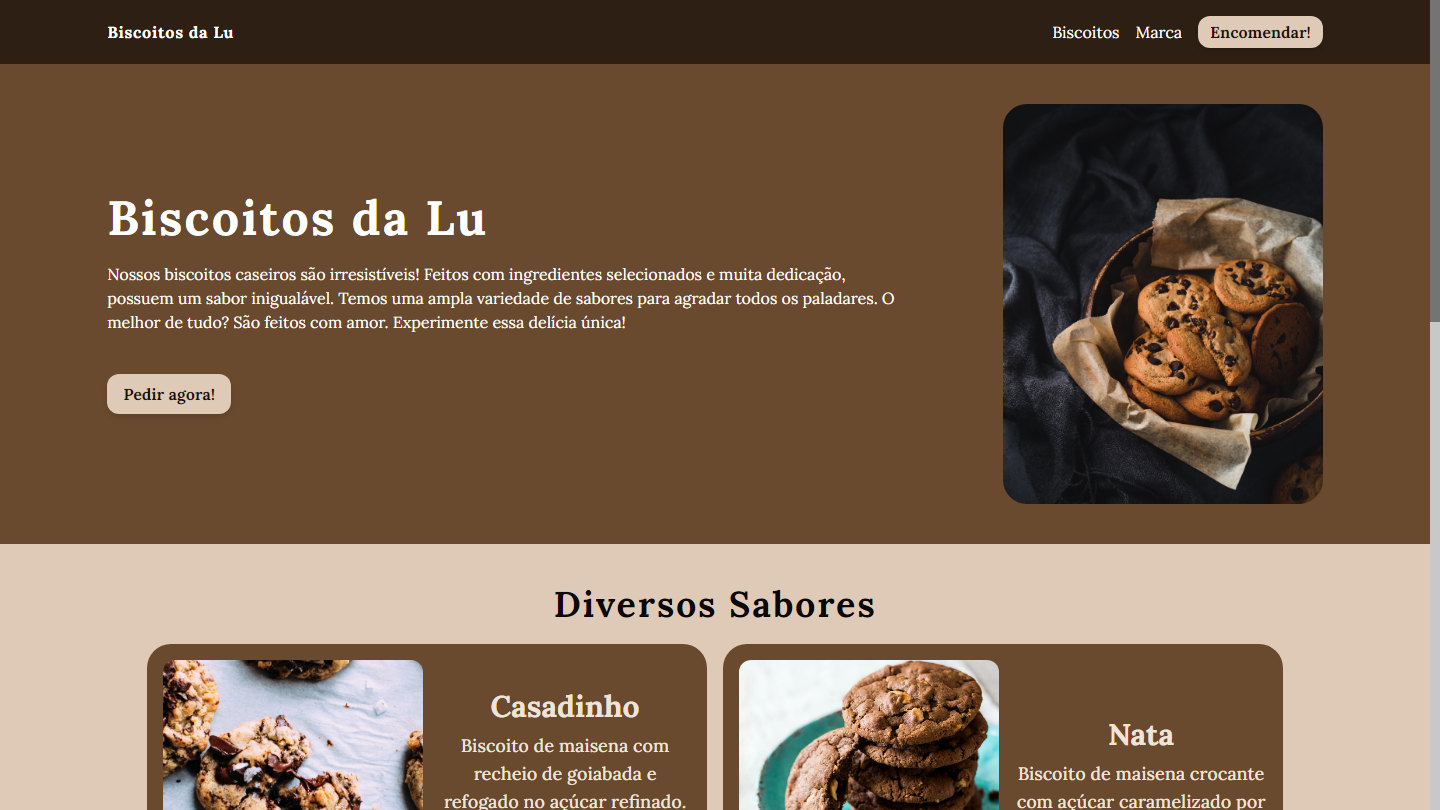 Biscoitos da Lu
Biscoitos Marca Encomendar!
Biscoitos da Lu
Nossos biscoitos caseiros são irresistíveis! Feitos com ingredientes selecionados e muita dedicação,
possuem um sabor inigualável. Temos uma ampla variedade de sabores para agradar todos os paladares. O
melhor de tudo? São feitos com amor. Experimente essa delícia única!
Pedir agora!
Diversos Sabores
Casadinho
Biscoito de maisena com
recheio de goiabada e
refogado no açúcar refinado.
Nata
Biscoito de maisena crocante
com açúcar caramelizado por